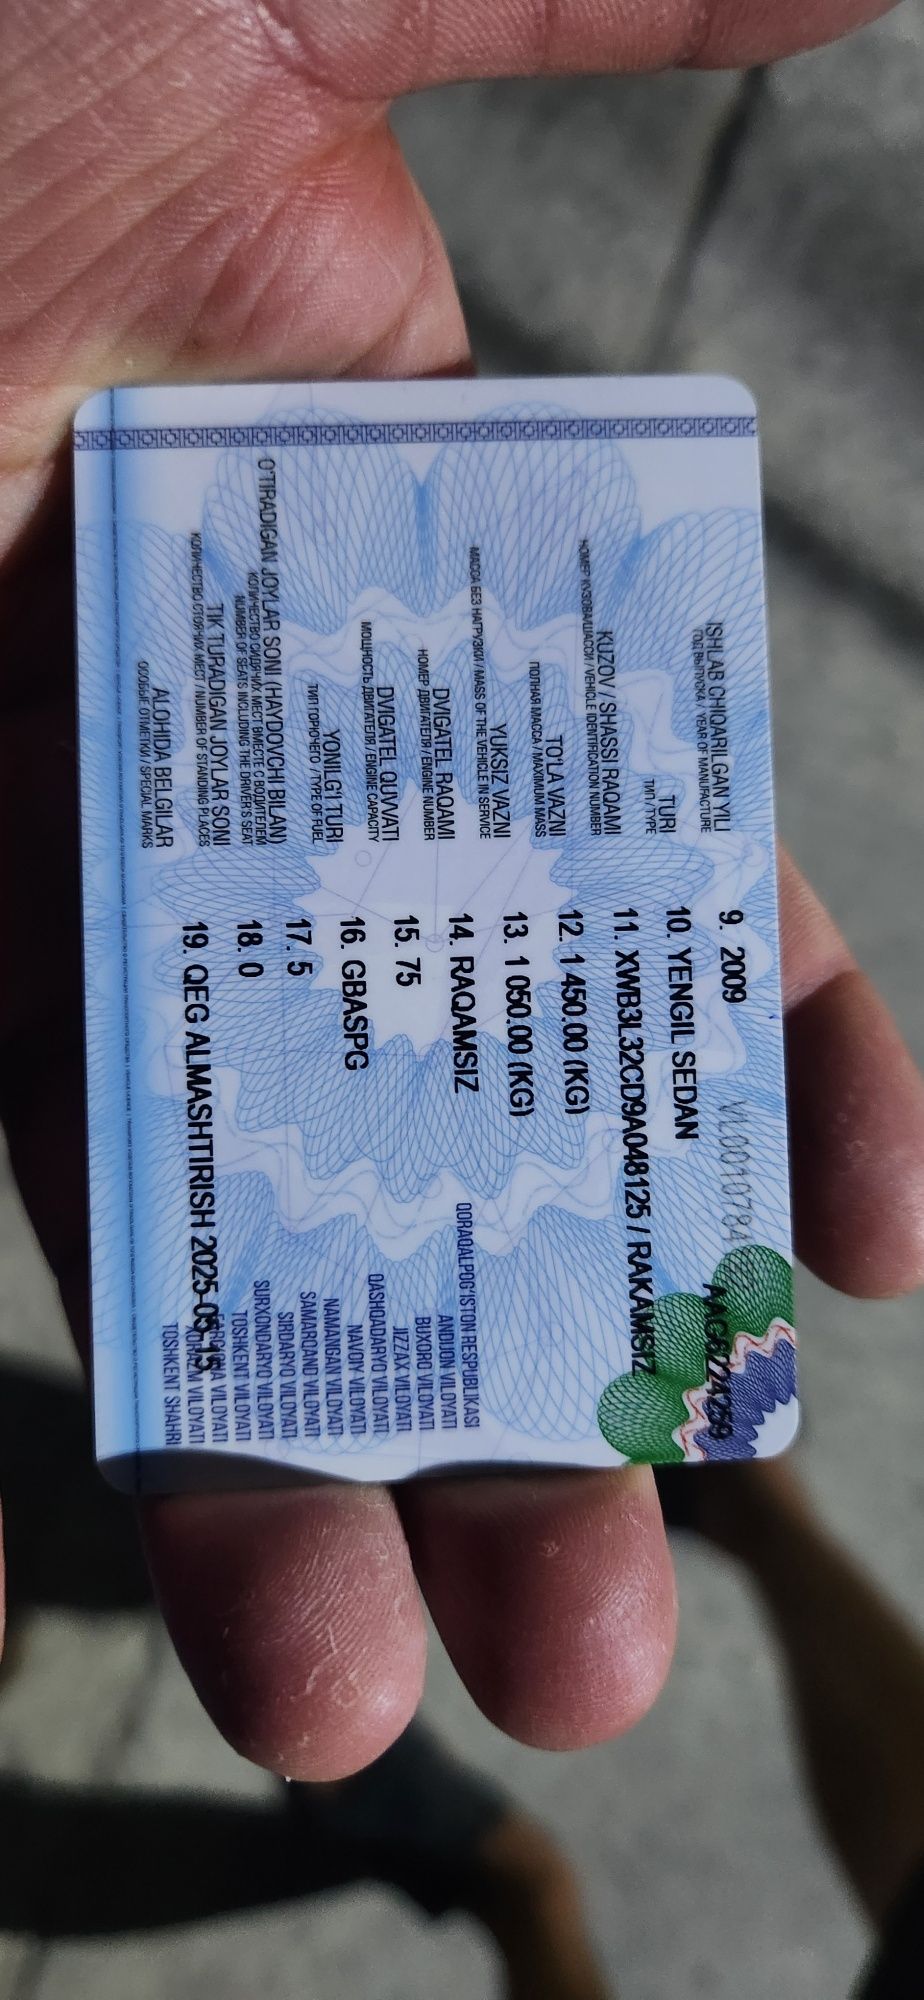 ISHLAB CHIQARILGAN YILI 9. 2009
ГОД ВЫПУСКА / YEAR OF MANUFACTURE
VL0010784
AAG6224259
TURI 10. YENGIL SEDAN
ТИП / TYPE
KUZOV / SHASSI RAQAMI 11. XWB3L32CD9A048125 / RAKAMSIZ
НОМЕР КУЗОВА/ШАССИ / VEHICLE IDENTIFICATION NUMBER
TO'LA VAZNI 12. 1 450.00 (KG)
ПОЛНАЯ МАССА / MAXIMUM MASS
YUKSIZ VAZNI 13. 1 050.00 (KG)
МАССА БЕЗ НАГРУЗКИ / MASS OF THE VEHICLE IN SERVICE
DVIGATEL RAQAMI 14. RAQAMSIZ
НОМЕР ДВИГАТЕЛЯ / ENGINE NUMBER
DVIGATEL QUVVATI 15. 75
МОЩНОСТЬ ДВИГАТЕЛЯ / ENGINE CAPACITY
YONILG'I TURI 16. GBASPG
ТИП ГОРЮЧЕГО / TYPE OF FUEL
O'TIRADIGAN JOYLAR SONI (HAYDOVCHI BILAN) 17. 5
КОЛИЧЕСТВО СИДЯЧИХ МЕСТ ВМЕСТЕ С ВОДИТЕЛЕМ
NUMBER OF SEATS INCLUDING THE DRIVER'S SEAT
TIK TURADIGAN JOYLAR SONI 18. 0
КОЛИЧЕСТВО СТОЯЧИХ МЕСТ / NUMBER OF STANDING PLACES
ALOHIDA BELGILAR 19. QEG ALMASHTIRISH 2025-05-15,
ОСОБЫЕ ОТМЕТКИ / SPECIAL MARKS
QORAQALPOG'ISTON RESPUBLIKASI
ANDIJON VILOYATI
BUXORO VILOYATI
JIZZAX VILOYATI
QASHQADARYO VILOYATI
NAVOIY VILOYATI
NAMANGAN VILOYATI
SAMARQAND VILOYATI
SIRDARYO VILOYATI
SURXONDARYO VILOYATI
TOSHKENT VILOYATI
FARG'ONA VILOYATI
XORAZM VILOYATI
TOSHKENT SHAHRI